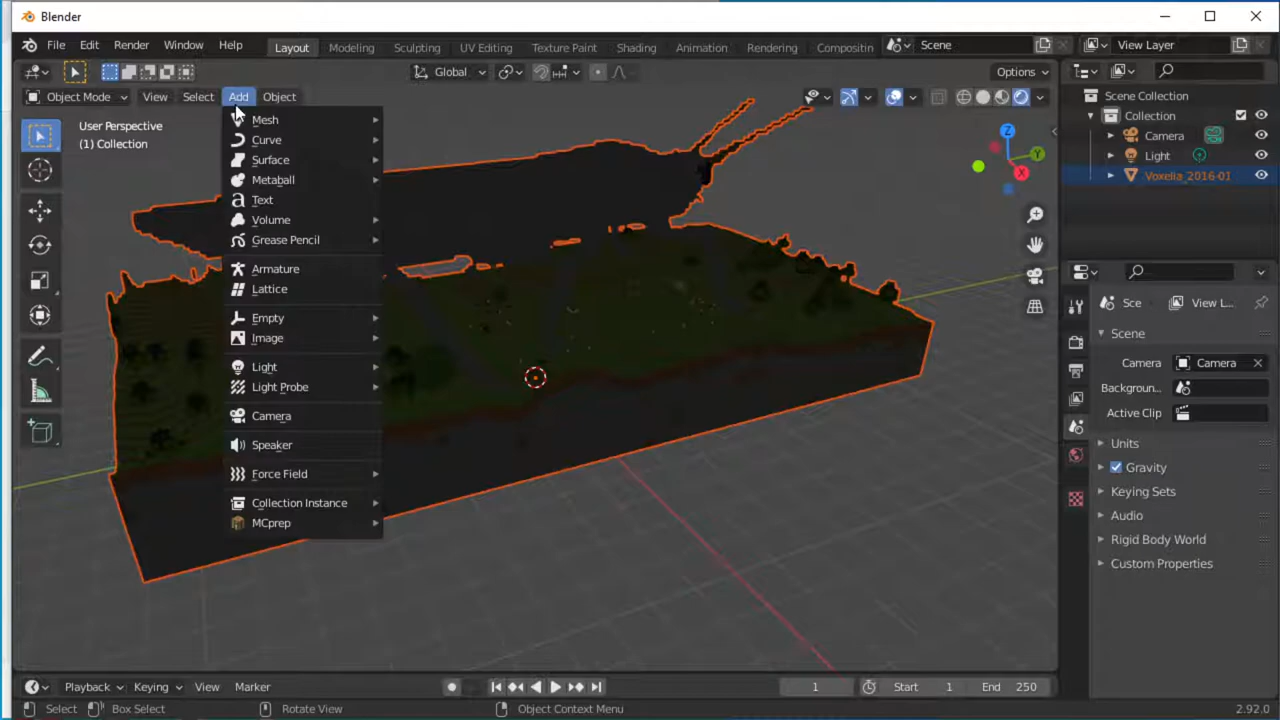 Blender
File Edit Render Window Help Layout Modeling Sculpting UV Editing Texture Paint Shading Animation Rendering Compositin Scene View Layer
Global Options
Object Mode View Select Add Object
User Perspective
(1) Collection
Mesh
Curve
Surface
Metaball
Text
Volume
Grease Pencil
Armature
Lattice
Empty
Image
Light
Light Probe
Camera
Speaker
Force Field
Collection Instance
MCprep
Z
Y
X
Scene Collection
Collection
Camera
Light
Voxelia_2016-01
Sce View L...
Scene
Camera Camera
Backgroun...
Active Clip
Units
Gravity
Keying Sets
Audio
Rigid Body World
Custom Properties
Playback Keying View Marker 1 Start 1 End 250
Select Box Select Rotate View Object Context Menu 2.92.0